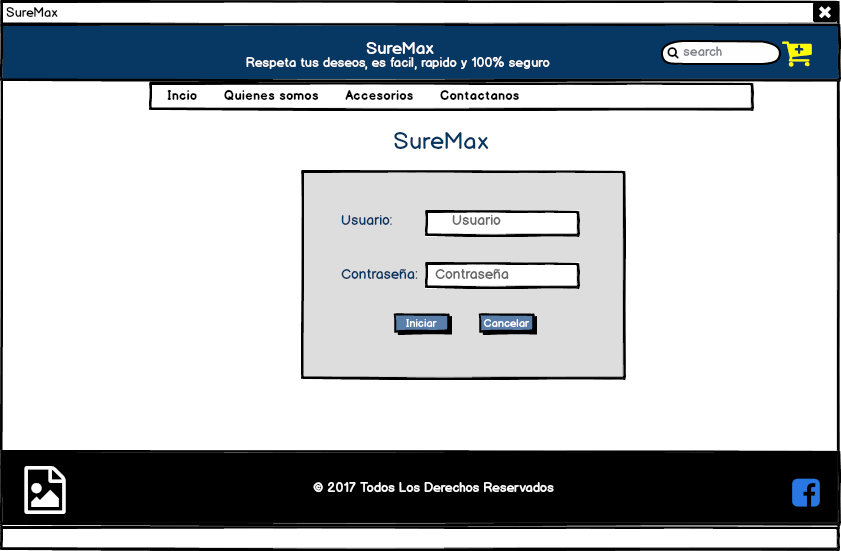 SureMax
SureMax
Respeta tus deseos, es facil, rapido y 100% seguro
search
Incio Quienes somos Accesorios Contactanos
SureMax
Usuario: Usuario
Contraseña: Contraseña
Iniciar Cancelar
© 2017 Todos Los Derechos Reservados